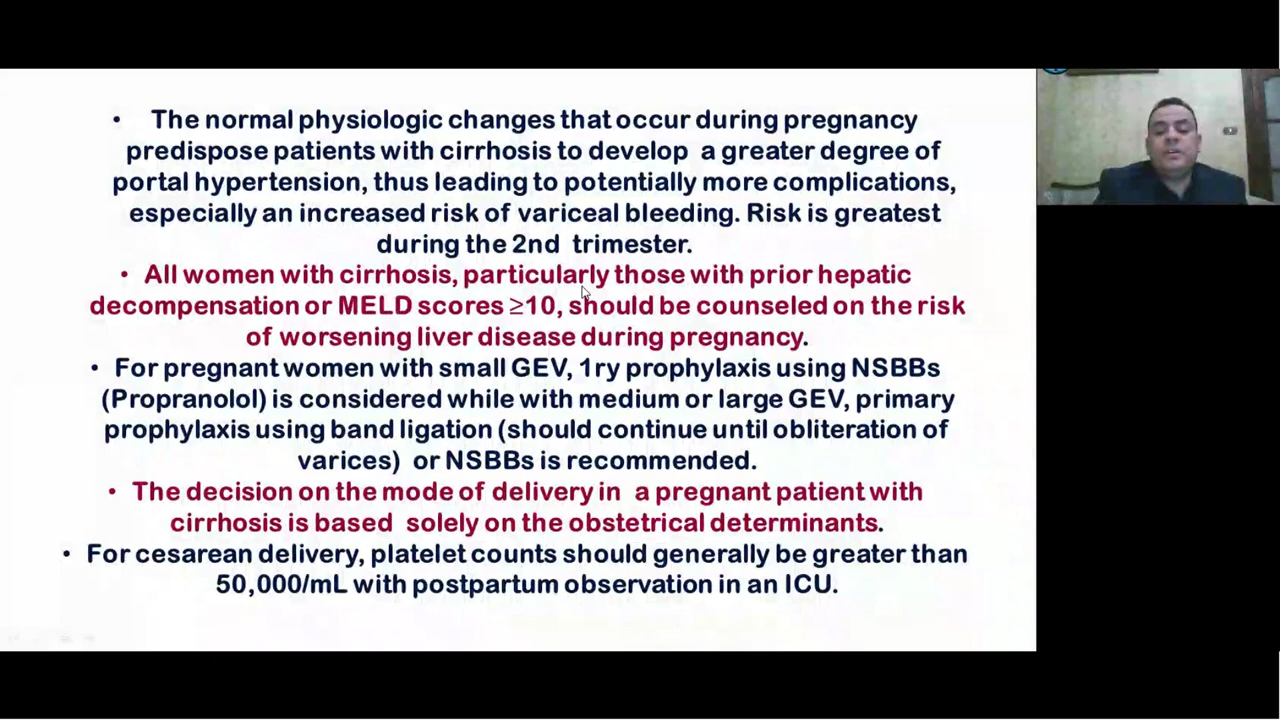 • The normal physiologic changes that occur during pregnancy
predispose patients with cirrhosis to develop a greater degree of
portal hypertension, thus leading to potentially more complications,
especially an increased risk of variceal bleeding. Risk is greatest
during the 2nd trimester.
• All women with cirrhosis, particularly those with prior hepatic
decompensation or MELD scores ≥10, should be counseled on the risk
of worsening liver disease during pregnancy.
• For pregnant women with small GEV, 1ry prophylaxis using NSBBs
(Propranolol) is considered while with medium or large GEV, primary
prophylaxis using band ligation (should continue until obliteration of
varices) or NSBBs is recommended.
• The decision on the mode of delivery in a pregnant patient with
cirrhosis is based solely on the obstetrical determinants.
• For cesarean delivery, platelet counts should generally be greater than
50,000/mL with postpartum observation in an ICU.